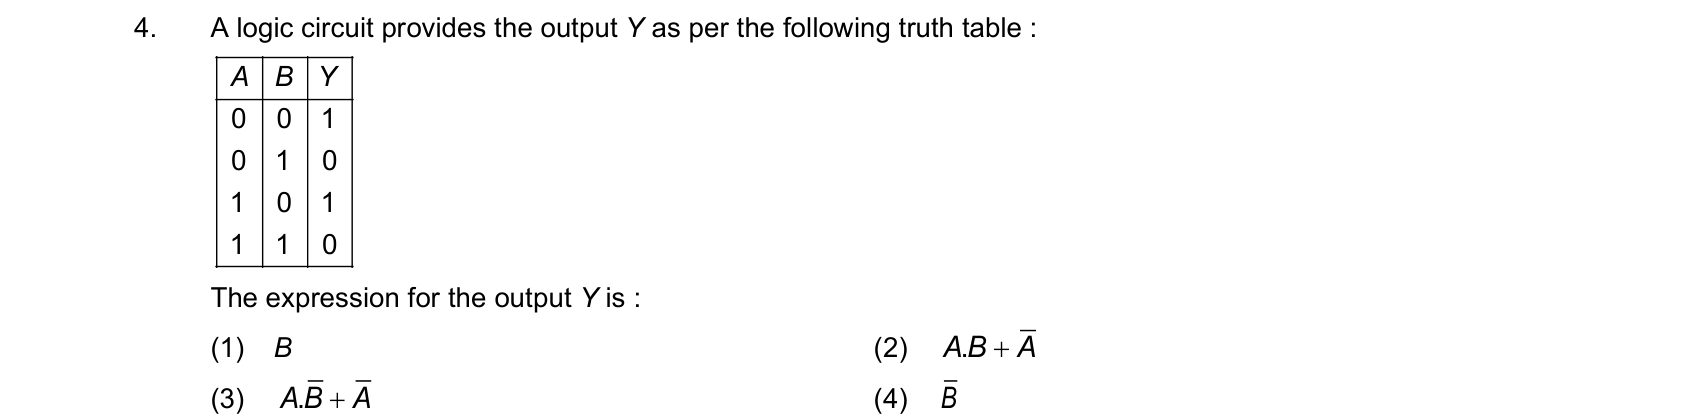 4. A logic circuit provides the output Y as per the following truth table :
A B Y
0 0 1
0 1 0
1 0 1
1 1 0
The expression for the output Y is :
(1) B (2) A.B + A̅
(3) A.B̅ + A̅ (4) B̅